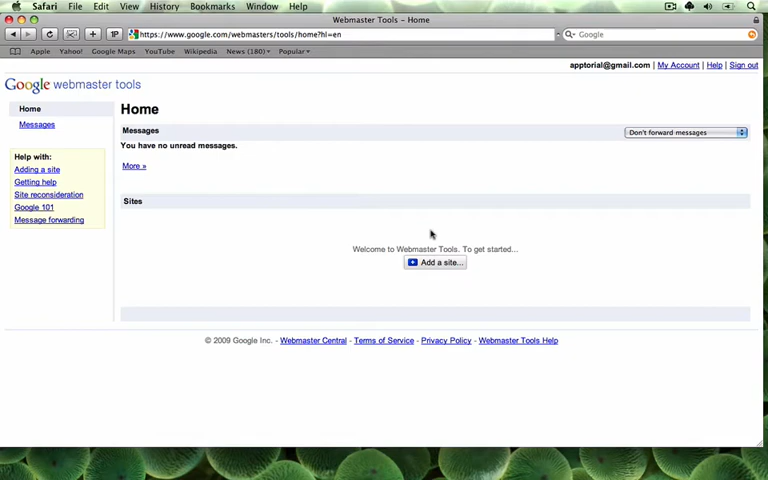 Safari File Edit View History Bookmarks Window Help
Webmaster Tools – Home
https://www.google.com/webmasters/tools/home?hl=en
Google
Apple Yahoo! Google Maps YouTube Wikipedia News (180) Popular
apptorial@gmail.com | My Account | Help | Sign out
Google webmaster tools
Home
Messages
Help with:
Adding a site
Getting help
Site reconsideration
Google 101
Message forwarding
Home
Messages
Don't forward messages
You have no unread messages.
More »
Sites
Welcome to Webmaster Tools. To get started...
Add a site...
© 2009 Google Inc. - Webmaster Central - Terms of Service - Privacy Policy - Webmaster Tools Help